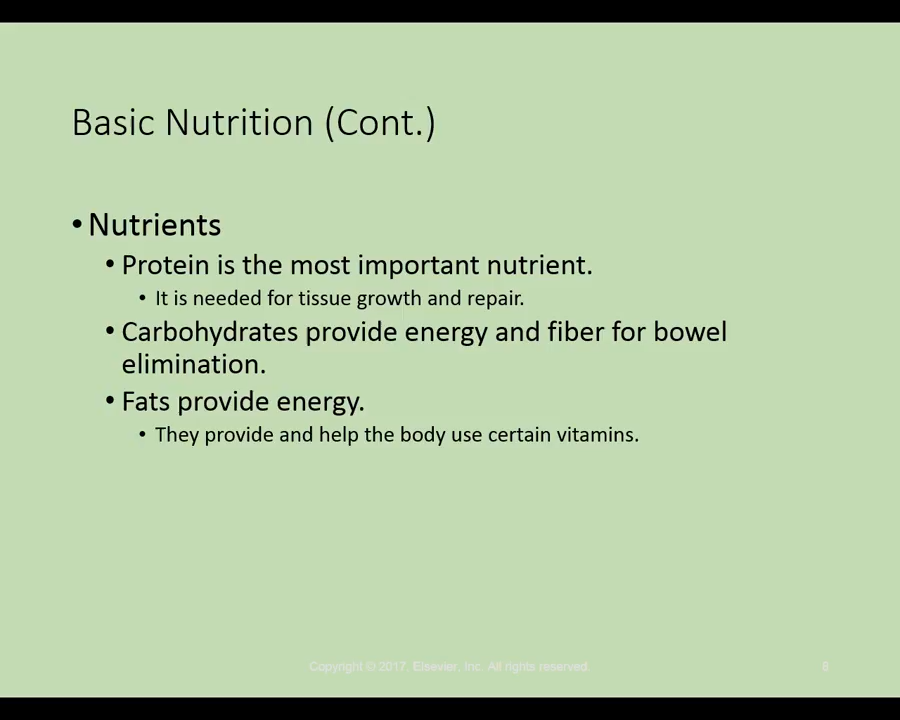 Basic Nutrition (Cont.)
• Nutrients
• Protein is the most important nutrient.
• It is needed for tissue growth and repair.
• Carbohydrates provide energy and fiber for bowel
elimination.
• Fats provide energy.
• They provide and help the body use certain vitamins.
Copyright © 2017, Elsevier, Inc. All rights reserved. 6